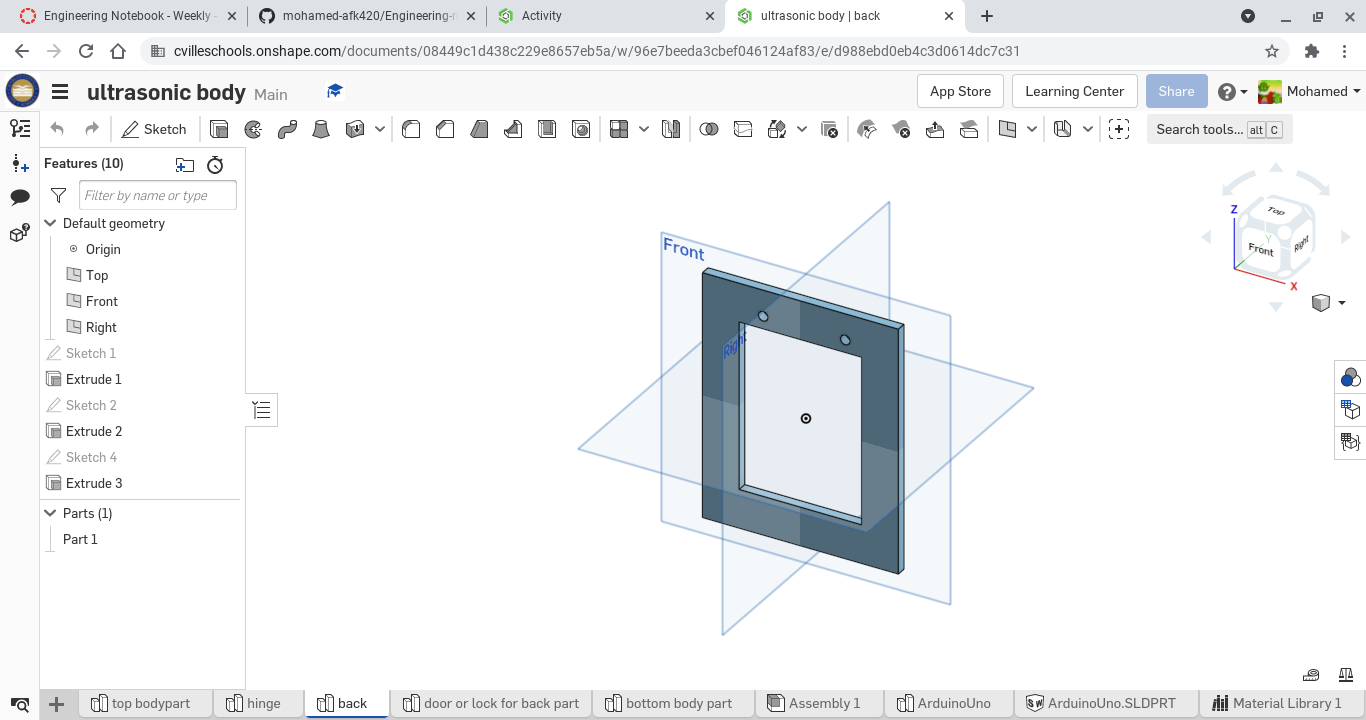 Engineering Notebook - Weekly -
mohamed-afk420/Engineering-n
Activity
ultrasonic body | back
cvilleschools.onshape.com/documents/08449c1d438c229e8657eb5a/w/96e7beeda3cbef046124af83/e/d988ebd0eb4c3d0614dc7c31
ultrasonic body Main
App Store
Learning Center
Share
Mohamed
Sketch
Search tools... alt C
Features (10)
Filter by name or type
Default geometry
Origin
Top
Front
Right
Sketch 1
Extrude 1
Sketch 2
Extrude 2
Sketch 4
Extrude 3
Parts (1)
Part 1
Front
Right
Z
Top
Y
Front
Right
X
top bodypart
hinge
back
door or lock for back part
bottom body part
Assembly 1
ArduinoUno
ArduinoUno.SLDPRT
Material Library 1